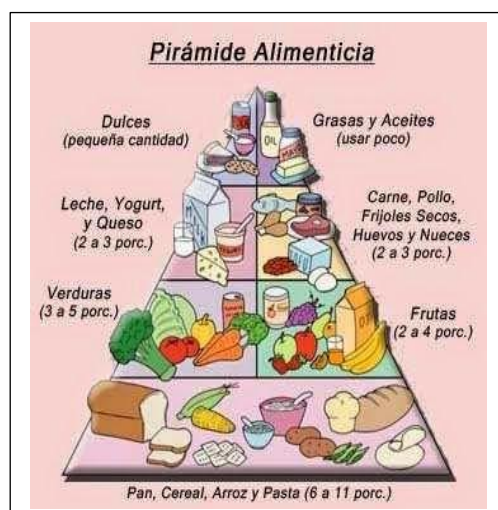 Pirámide Alimenticia
Dulces
(pequeña cantidad)
Grasas y Aceites
(usar poco)
OIL
Leche, Yogurt,
y Queso
(2 a 3 porc.)
Carne, Pollo,
Frijoles Secos,
Huevos y Nueces
(2 a 3 porc.)
Verduras
(3 a 5 porc.)
Frutas
(2 a 4 porc.)
Pan, Cereal, Arroz y Pasta (6 a 11 porc.)